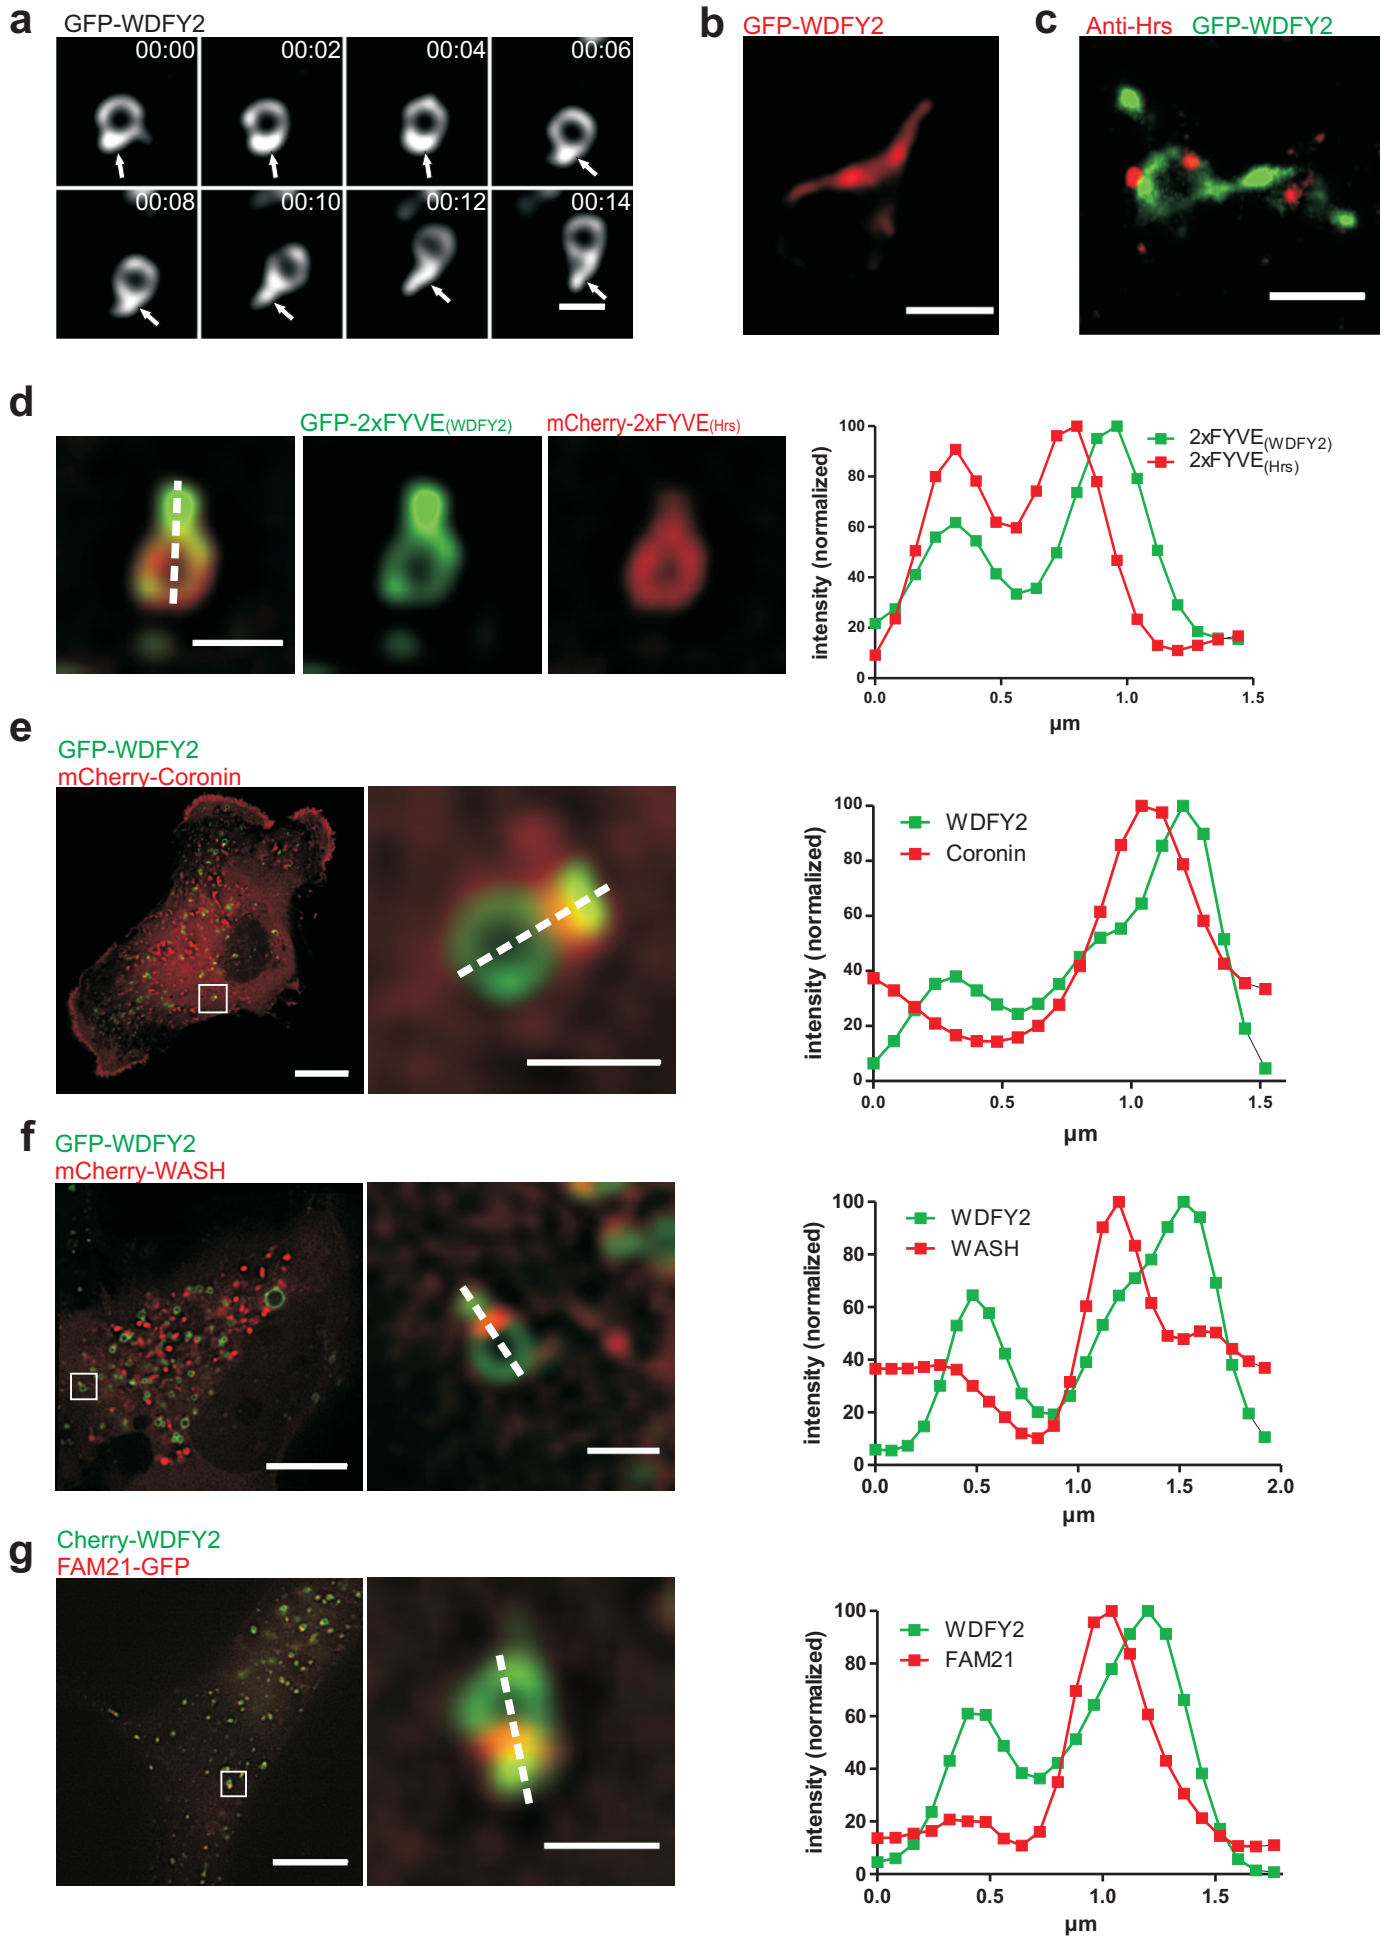 a
GFP-WDFY2
00:00
00:02
00:04
00:06
00:08
00:10
00:12
00:14
b
GFP-WDFY2
c
Anti-Hrs GFP-WDFY2
d
GFP-2xFYVE(WDFY2)
mCherry-2xFYVE(Hrs)
intensity (normalized)
100
80
60
40
20
0
0.0 0.5 1.0 1.5
µm
2xFYVE(WDFY2)
2xFYVE(Hrs)
e
GFP-WDFY2
mCherry-Coronin
intensity (normalized)
100
80
60
40
20
0
0.0 0.5 1.0 1.5
µm
WDFY2
Coronin
f
GFP-WDFY2
mCherry-WASH
intensity (normalized)
100
80
60
40
20
0
0.0 0.5 1.0 1.5 2.0
µm
WDFY2
WASH
g
Cherry-WDFY2
FAM21-GFP
intensity (normalized)
100
80
60
40
20
0
0.0 0.5 1.0 1.5
µm
WDFY2
FAM21